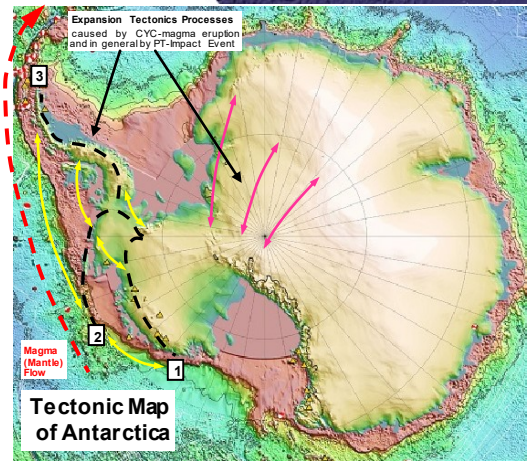 Expansion Tectonics Processes
caused by CYC-magma eruption
and in general by PT-Impact Event
3
2
1
Magma
(Mantle)
Flow
Tectonic Map
of Antarctica